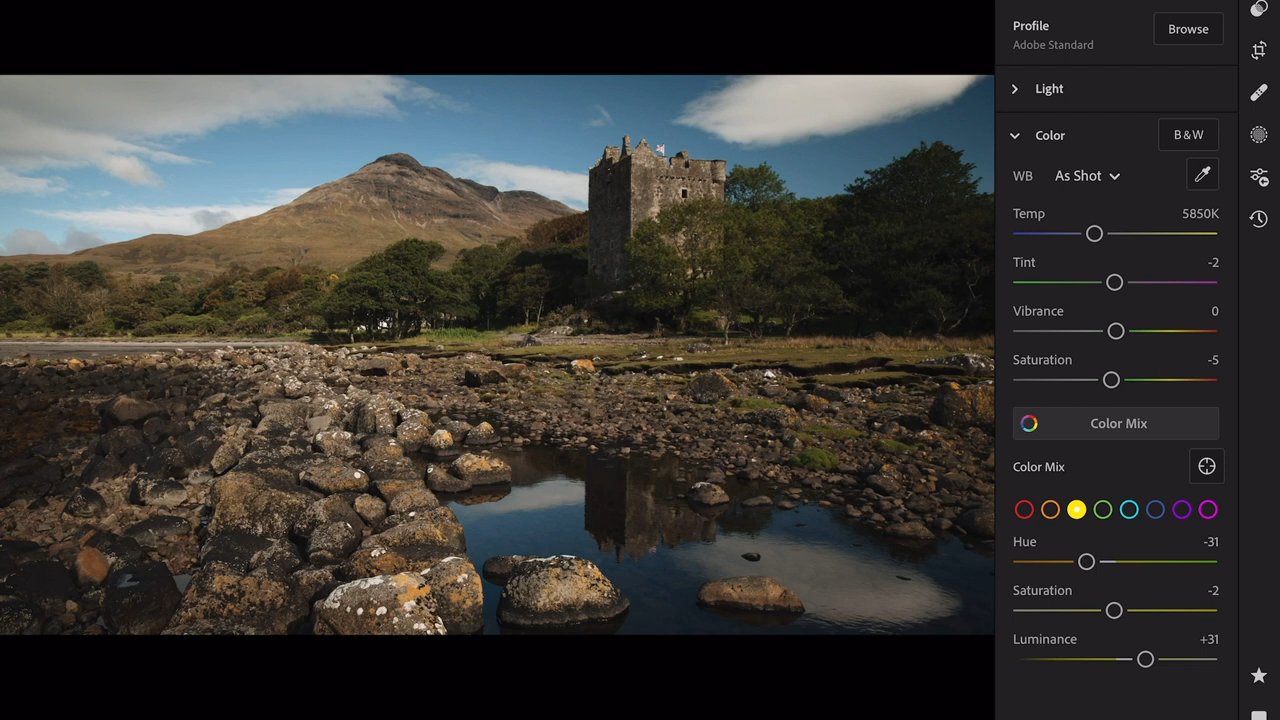 Profile
Browse
Adobe Standard
Light
Color
B&W
WB As Shot
Temp 5850K
Tint -2
Vibrance 0
Saturation -5
Color Mix
Color Mix
Hue -31
Saturation -2
Luminance +31